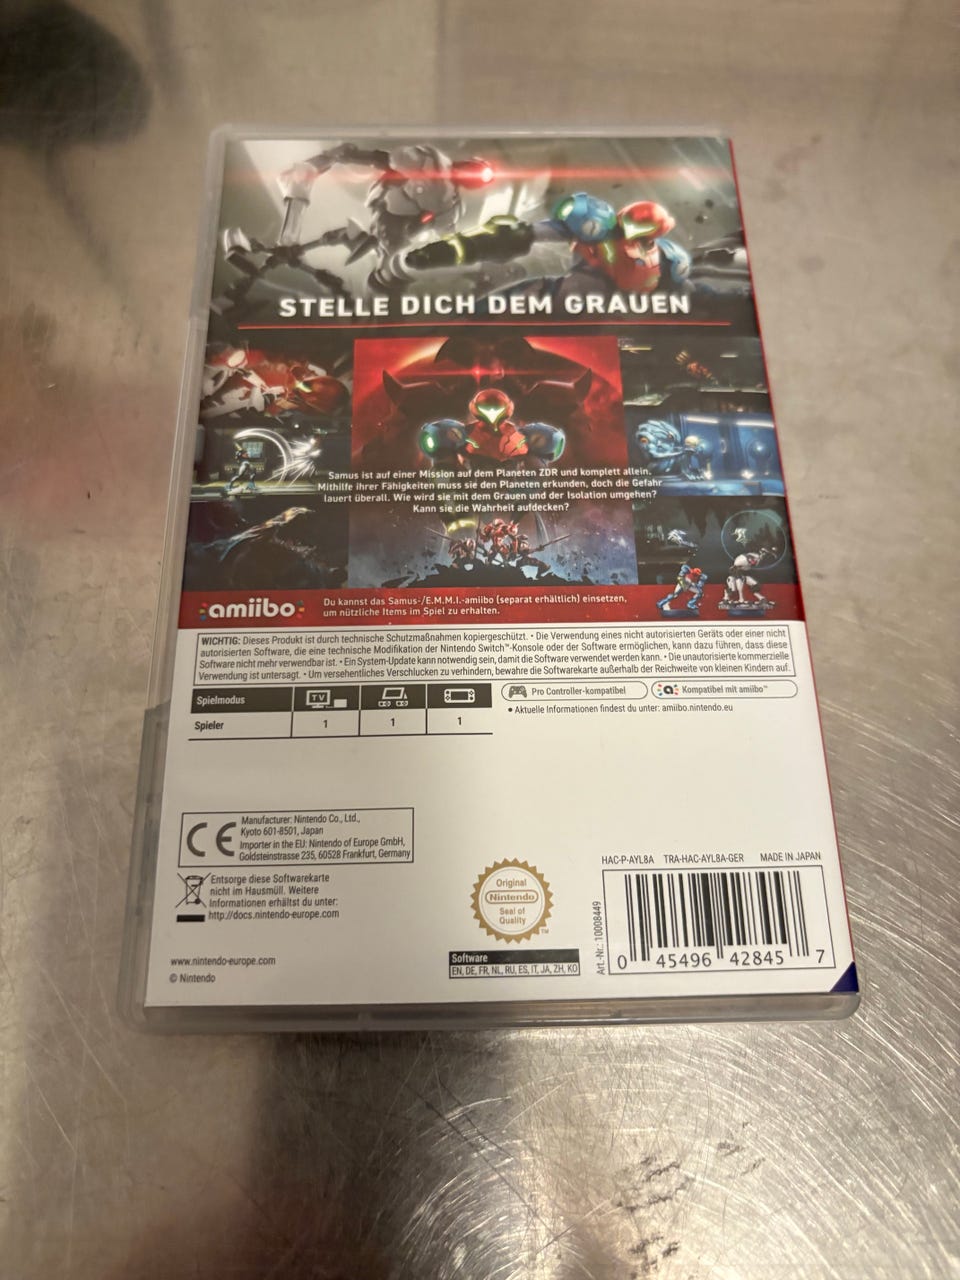 STELLE DICH DEM GRAUEN
Samus ist auf einer Mission auf dem Planeten ZDR und komplett allein.
Mithilfe ihrer Fähigkeiten muss sie den Planeten erkunden, doch die Gefahr
lauert überall. Wie wird sie mit dem Grauen und der Isolation umgehen?
Kann sie die Wahrheit aufdecken?
amiibo
Du kannst das Samus-/E.M.M.I.-amiibo (separat erhältlich) einsetzen,
um nützliche Items im Spiel zu erhalten.
WICHTIG: Dieses Produkt ist durch technische Schutzmaßnahmen kopiergeschützt. • Die Verwendung eines nicht autorisierten Geräts oder einer nicht
autorisierten Software, die eine technische Modifikation der Nintendo Switch™-Konsole oder der Software ermöglichen, kann dazu führen, dass diese
Software nicht mehr verwendbar ist. • Ein System-Update kann notwendig sein, damit die Software verwendet werden kann. • Die unautorisierte kommerzielle
Verwendung ist untersagt. • Um versehentliches Verschlucken zu verhindern, bewahre die Softwarekarte außerhalb der Reichweite von kleinen Kindern auf.
Spielmodus TV
Spieler 1 1 1
Pro Controller-kompatibel
a Kompatibel mit amiibo™
• Aktuelle Informationen findest du unter: amiibo.nintendo.eu
CE
Manufacturer: Nintendo Co., Ltd.,
Kyoto 601-8501, Japan
Importer in the EU: Nintendo of Europe GmbH,
Goldsteinstrasse 235, 60528 Frankfurt, Germany
Entsorge diese Softwarekarte
nicht im Hausmüll. Weitere
Informationen erhältst du unter:
http://docs.nintendo-europe.com
www.nintendo-europe.com
© Nintendo
Original
Nintendo
Seal of
Quality
TM
Software
EN, DE, FR, NL, RU, ES, IT, JA, ZH, KO
HAC-P-AYL8A TRA-HAC-AYL8A-GER MADE IN JAPAN
Art.-Nr.: 10008449
0 45496 42845 7